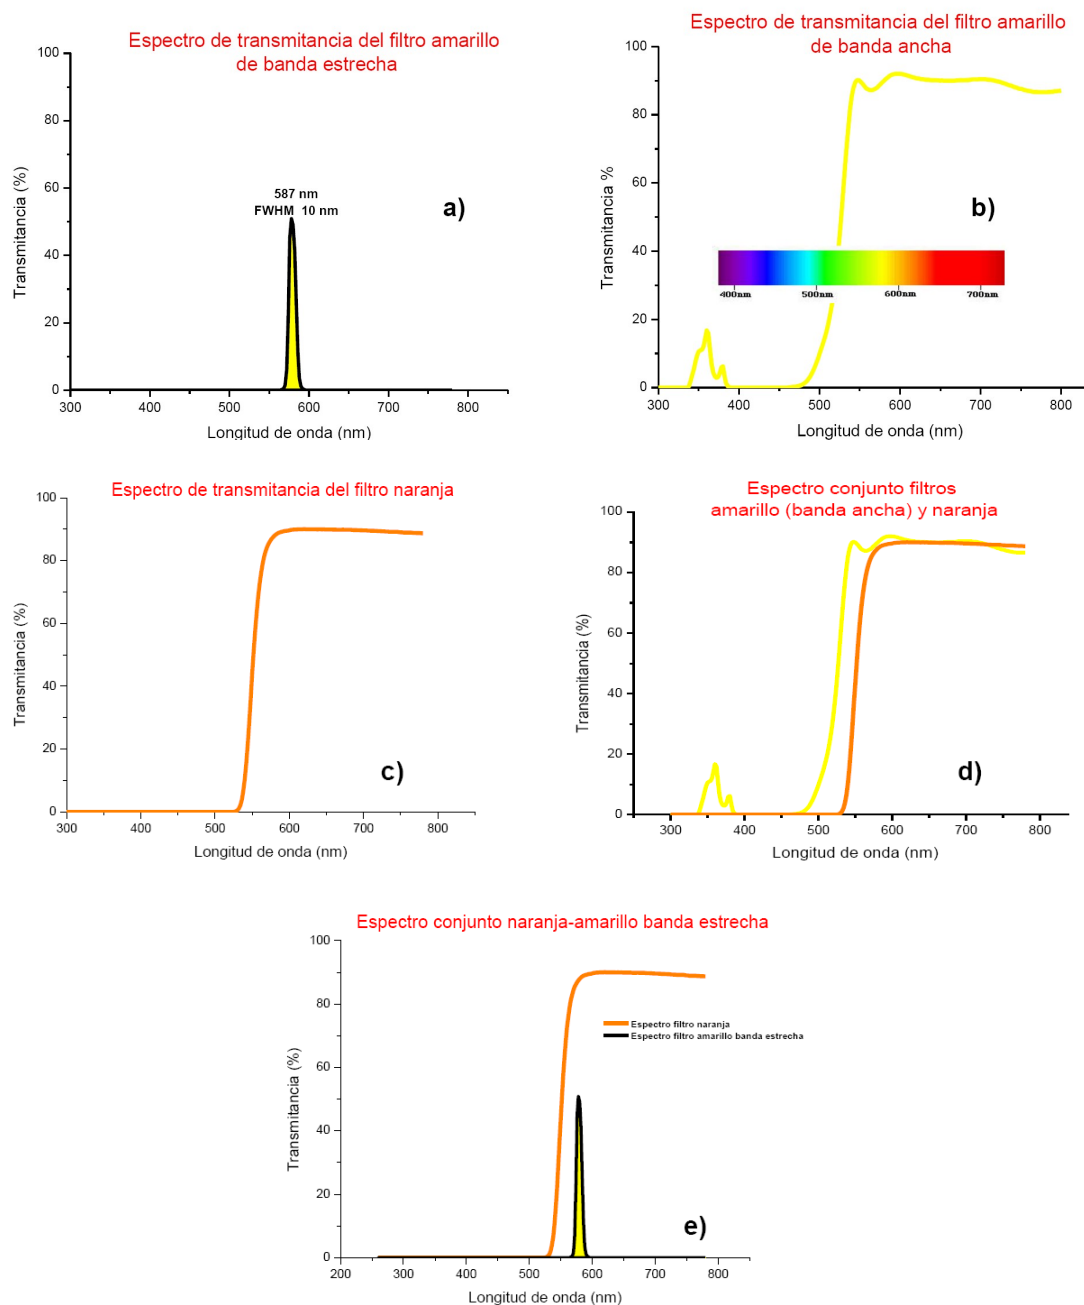 Espectro de transmitancia del filtro amarillo
de banda estrecha
100
80
60
40
20
0
Transmitancia (%)
587 nm
FWHM 10 nm
a)
300 400 500 600 700 800
Longitud de onda (nm)
Espectro de transmitancia del filtro amarillo
de banda ancha
100
80
60
40
20
0
Transmitancia %
b)
400nm 500nm 600nm 700nm
300 400 500 600 700 800
Longitud de onda (nm)
Espectro de transmitancia del filtro naranja
100
80
60
40
20
0
Transmitancia (%)
c)
300 400 500 600 700 800
Longitud de onda (nm)
Espectro conjunto filtros
amarillo (banda ancha) y naranja
100
80
60
40
20
0
Transmitancia (%)
d)
300 400 500 600 700 800
Longitud de onda (nm)
Espectro conjunto naranja-amarillo banda estrecha
100
80
60
40
20
0
Transmitancia (%)
Espectro filtro naranja
Espectro filtro amarillo banda estrecha
e)
200 300 400 500 600 700 800
Longitud de onda (nm)